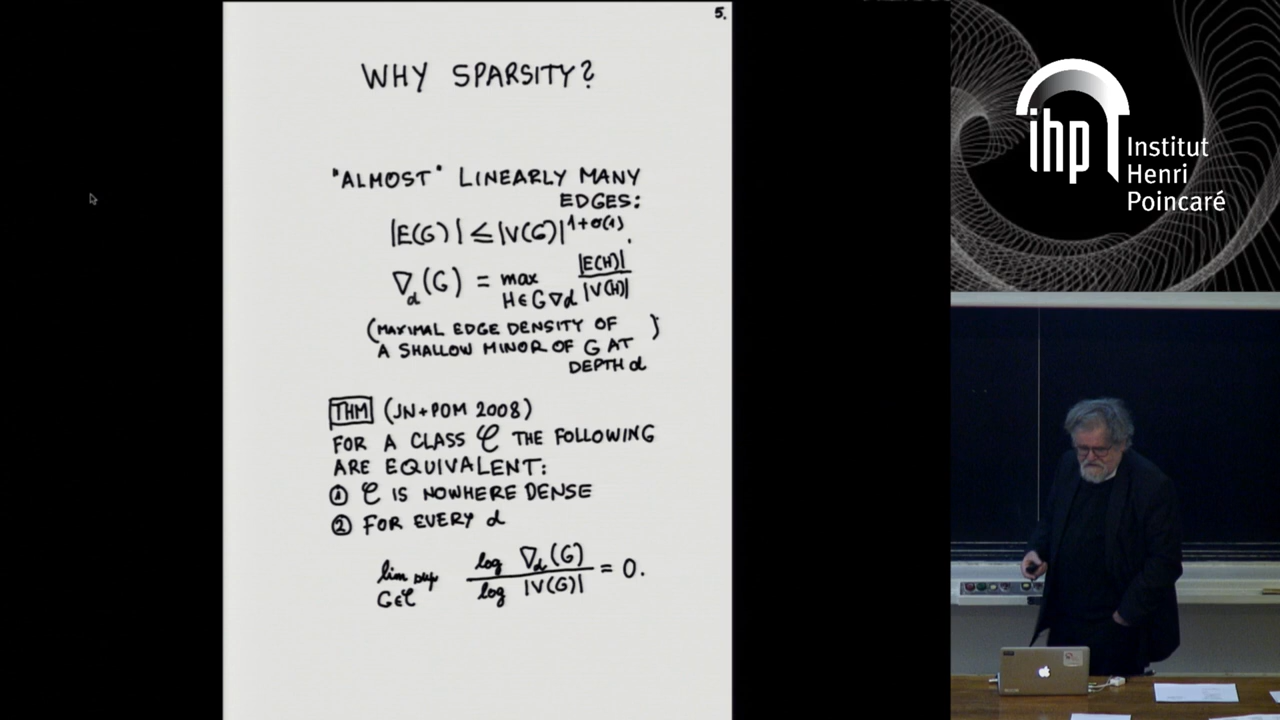 5.
WHY SPARSITY?
"ALMOST" LINEARLY MANY
EDGES:
|E(G)| ≤ |V(G)|^{1+o(1)}.
∇_d(G) = max_{H∈G∇d} |E(H)|/|V(H)|
(MAXIMAL EDGE DENSITY OF
A SHALLOW MINOR OF G AT
DEPTH d)
THM (JN+POM 2008)
FOR A CLASS 𝒞 THE FOLLOWING
ARE EQUIVALENT:
① 𝒞 IS NOWHERE DENSE
② FOR EVERY d
lim sup_{G∈𝒞} log ∇_d(G) / log |V(G)| = 0.
ihp
Institut
Henri
Poincaré